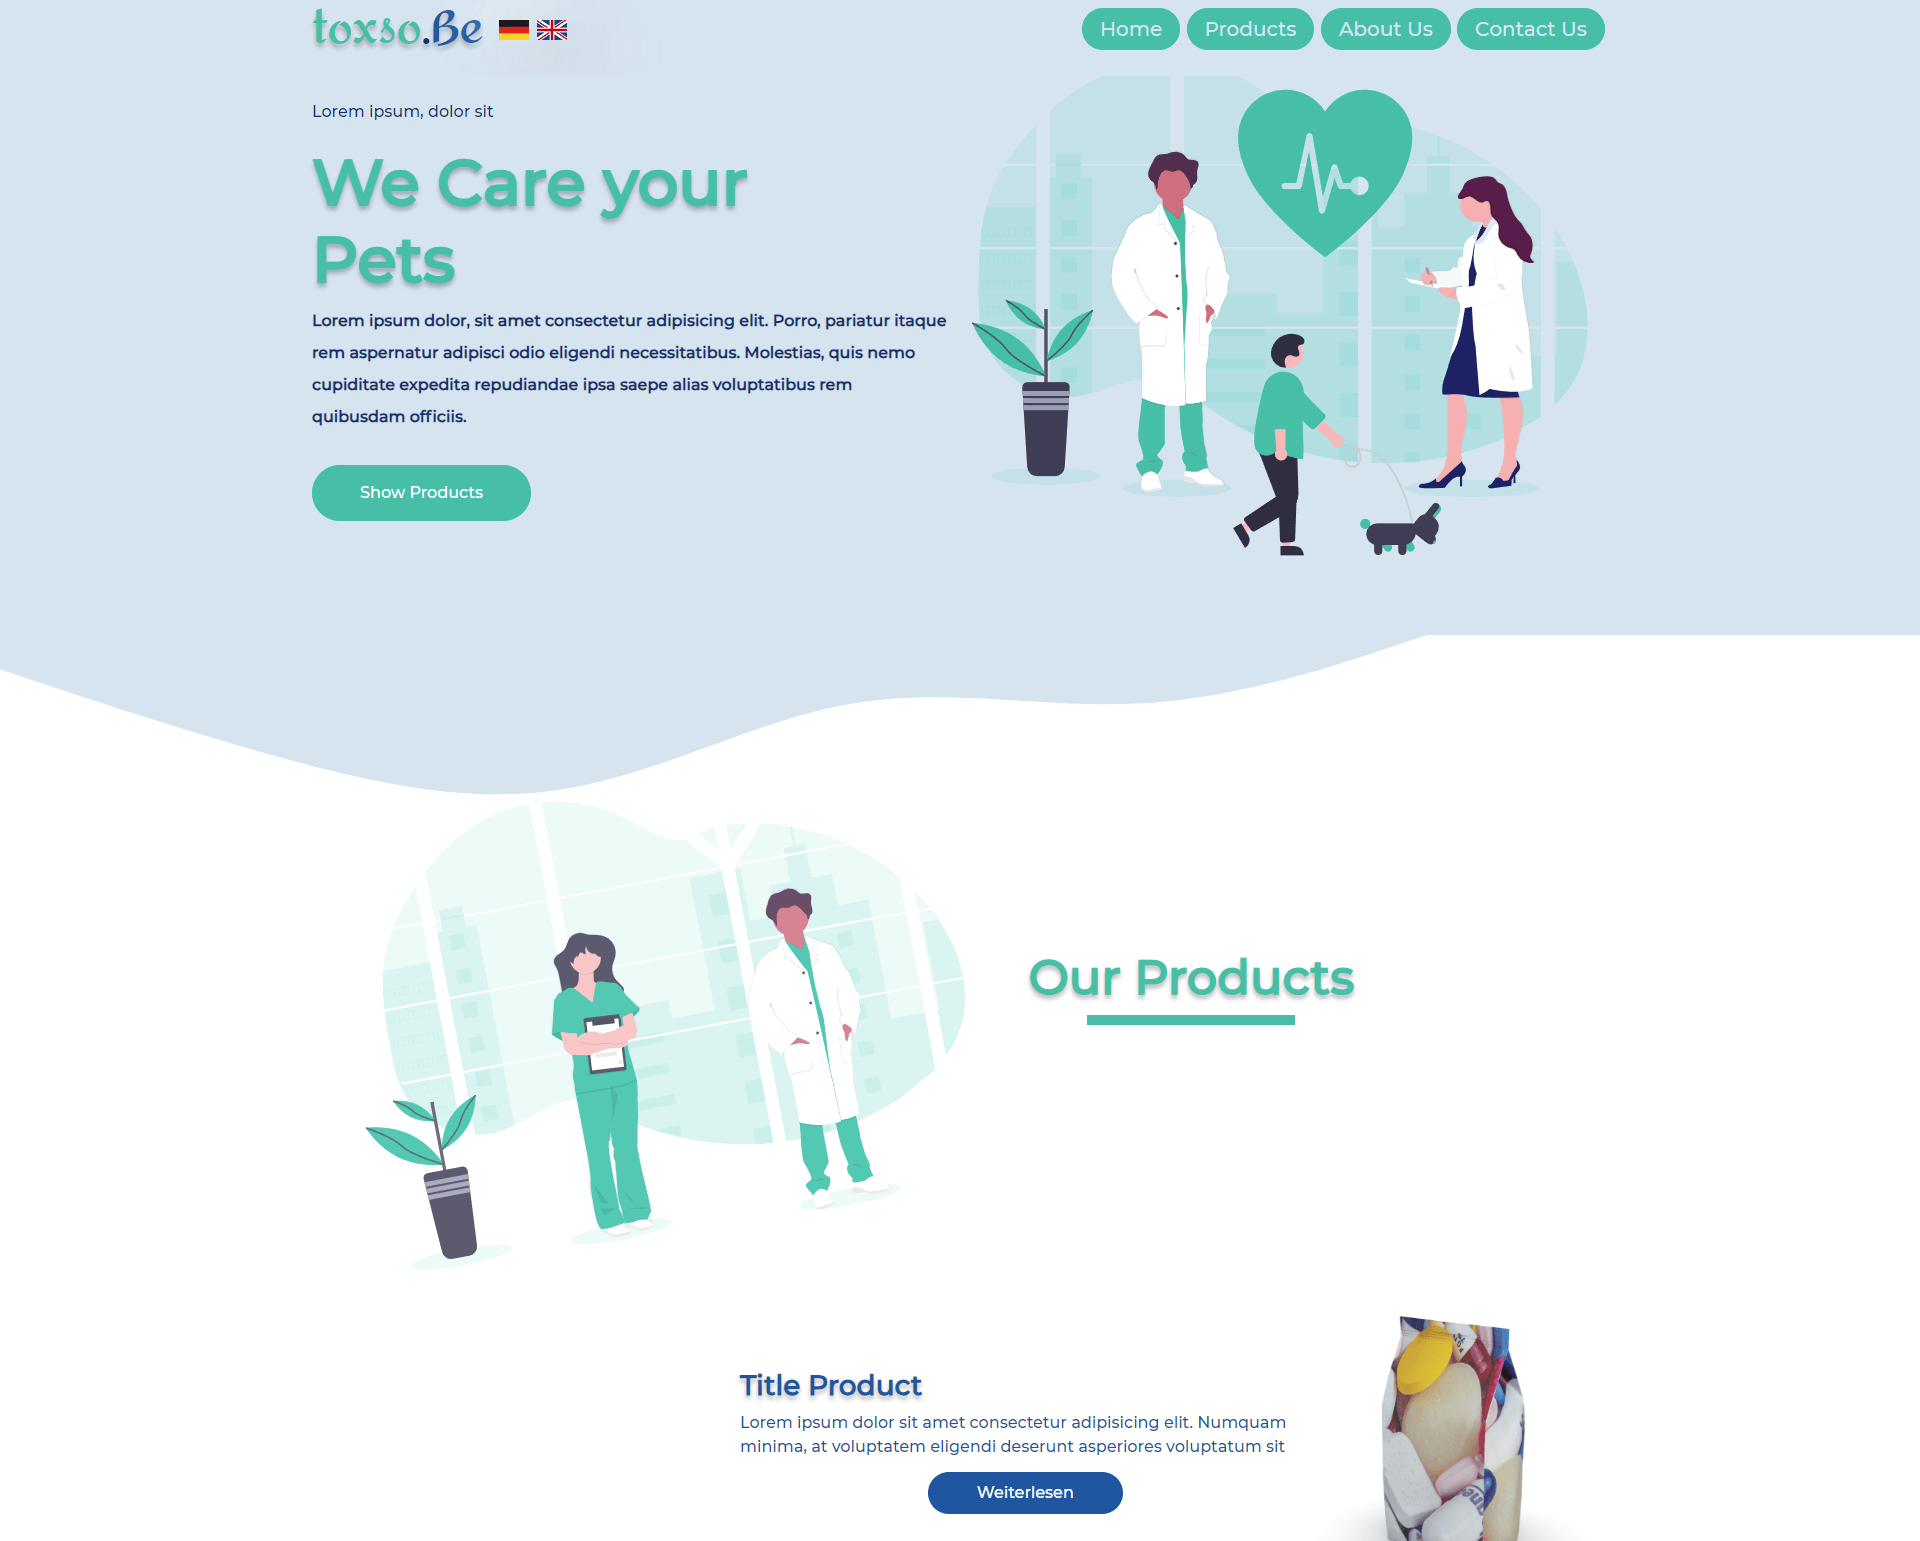 toxso.Be
Home
Products
About Us
Contact Us
Lorem ipsum, dolor sit
We Care your
Pets
Lorem ipsum dolor, sit amet consectetur adipisicing elit. Porro, pariatur itaque
rem aspernatur adipisci odio eligendi necessitatibus. Molestias, quis nemo
cupiditate expedita repudiandae ipsa saepe alias voluptatibus rem
quibusdam officiis.
Show Products
Our Products
Title Product
Lorem ipsum dolor sit amet consectetur adipisicing elit. Numquam
minima, at voluptatem eligendi deserunt asperiores voluptatum sit
Weiterlesen